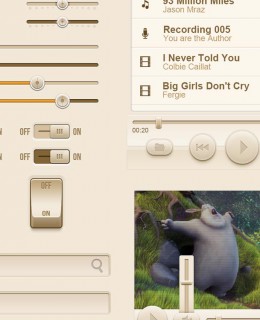 93 Million Miles
Jason Mraz
Recording 005
You are the Author
I Never Told You
Colbie Caillat
Big Girls Don't Cry
Fergie
00:20
OFF ON
OFF ON
OFF
ON